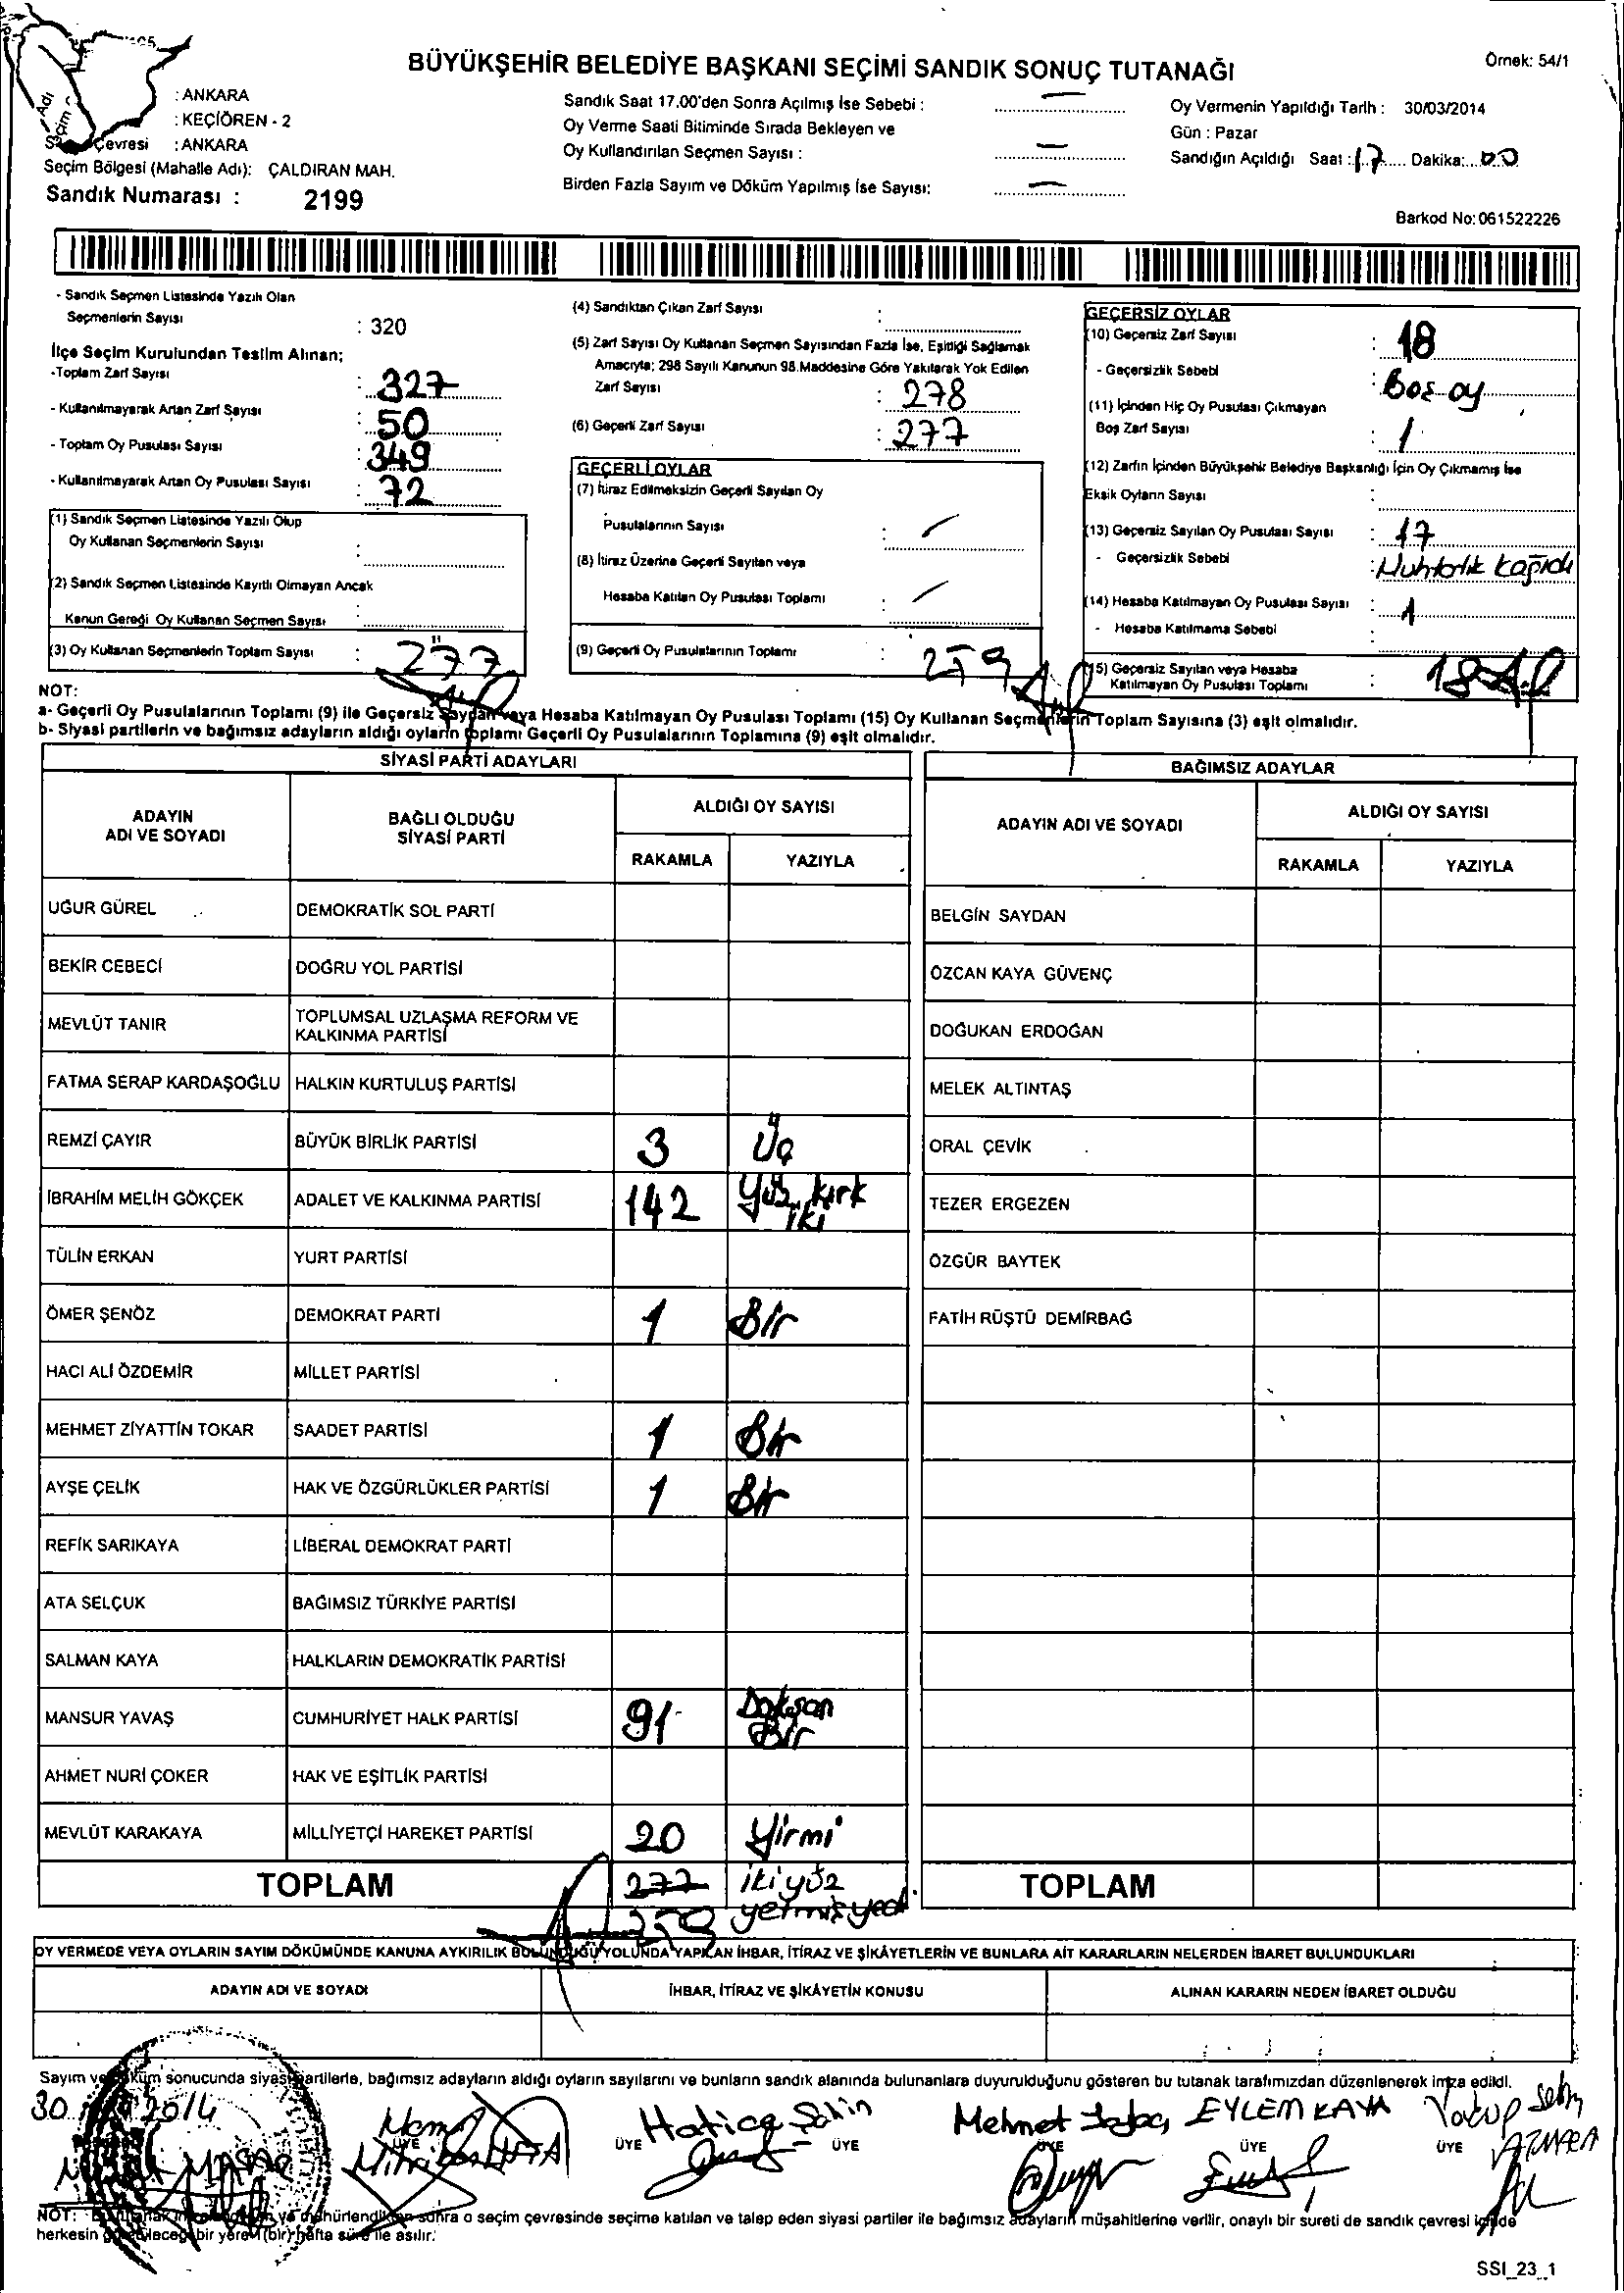 BÜYÜKŞEHİR BELEDİYE BAŞKANI SEÇİMİ SANDIK SONUÇ TUTANAĞI
Örnek: 54/1
: ANKARA
: KEÇİÖREN - 2
Çevresi : ANKARA
Seçim Bölgesi (Mahalle Adı): ÇALDIRAN MAH.
Sandık Numarası : 2199
Sandık Saat 17.00'den Sonra Açılmış İse Sebebi :
Oy Verme Saati Bitiminde Sırada Bekleyen ve
Oy Kullandırılan Seçmen Sayısı :
Birden Fazla Sayım ve Döküm Yapılmış İse Sayısı:
Oy Vermenin Yapıldığı Tarih : 30/03/2014
Gün : Pazar
Sandığın Açıldığı Saat : 17 Dakika: 00
Barkod No: 061522226
- Sandık Seçmen Listesinde Yazılı Olan
Seçmenlerin Sayısı : 320
İlçe Seçim Kurulundan Teslim Alınan;
-Toplam Zarf Sayısı : 327
- Kullanılmayarak Artan Zarf Sayısı : 50
- Toplam Oy Pusulası Sayısı : 349
- Kullanılmayarak Artan Oy Pusulası Sayısı : 72
(1) Sandık Seçmen Listesinde Yazılı Olup
Oy Kullanan Seçmenlerin Sayısı :
(2) Sandık Seçmen Listesinde Kayıtlı Olmayan Ancak
Kanun Gereği Oy Kullanan Seçmen Sayısı :
(3) Oy Kullanan Seçmenlerin Toplam Sayısı : 277
(4) Sandıktan Çıkan Zarf Sayısı :
(5) Zarf Sayısı Oy Kullanan Seçmen Sayısından Fazla İse, Eşitliği Sağlamak
Amacıyla; 298 Sayılı Kanunun 98.Maddesine Göre Yakılarak Yok Edilen
Zarf Sayısı : 278
(6) Geçerli Zarf Sayısı : 277
GEÇERLİ OYLAR
(7) İtiraz Edilmeksizin Geçerli Sayılan Oy
Pusulalarının Sayısı :
(8) İtiraz Üzerine Geçerli Sayılan veya
Hesaba Katılan Oy Pusulası Toplamı :
(9) Geçerli Oy Pusulalarının Toplamı : 259
GEÇERSİZ OYLAR
(10) Geçersiz Zarf Sayısı : 18
- Geçersizlik Sebebi : Boş oy
(11) İçinden Hiç Oy Pusulası Çıkmayan
Boş Zarf Sayısı : 1
(12) Zarfın İçinden Büyükşehir Belediye Başkanlığı İçin Oy Çıkmamış İse
Eksik Oyların Sayısı :
(13) Geçersiz Sayılan Oy Pusulası Sayısı : 17
- Geçersizlik Sebebi : Muhtarlık kağıdı
(14) Hesaba Katılmayan Oy Pusulası Sayısı : 1
- Hesaba Katılmama Sebebi :
(15) Geçersiz Sayılan veya Hesaba
Katılmayan Oy Pusulası Toplamı : 18
NOT:
a- Geçerli Oy Pusulalarının Toplamı (9) ile Geçersiz Sayılan veya Hesaba Katılmayan Oy Pusulası Toplamı (15) Oy Kullanan Seçmenlerin Toplam Sayısına (3) eşit olmalıdır.
b- Siyasi partilerin ve bağımsız adayların aldığı oyların toplamı Geçerli Oy Pusulalarının Toplamına (9) eşit olmalıdır.
SİYASİ PARTİ ADAYLARI
ADAYIN ADI VE SOYADI BAĞLI OLDUĞU SİYASİ PARTİ ALDIĞI OY SAYISI
RAKAMLA YAZIYLA
UĞUR GÜREL DEMOKRATİK SOL PARTİ
BEKİR CEBECİ DOĞRU YOL PARTİSİ
MEVLÜT TANIR TOPLUMSAL UZLAŞMA REFORM VE KALKINMA PARTİSİ
FATMA SERAP KARDAŞOĞLU HALKIN KURTULUŞ PARTİSİ
REMZİ ÇAYIR BÜYÜK BİRLİK PARTİSİ 3 Üç
İBRAHİM MELİH GÖKÇEK ADALET VE KALKINMA PARTİSİ 142 Yüz kırk iki
TÜLİN ERKAN YURT PARTİSİ
ÖMER ŞENÖZ DEMOKRAT PARTİ 1 Bir
HACI ALİ ÖZDEMİR MİLLET PARTİSİ
MEHMET ZİYATTİN TOKAR SAADET PARTİSİ 1 Bir
AYŞE ÇELİK HAK VE ÖZGÜRLÜKLER PARTİSİ 1 Bir
REFİK SARIKAYA LİBERAL DEMOKRAT PARTİ
ATA SELÇUK BAĞIMSIZ TÜRKİYE PARTİSİ
SALMAN KAYA HALKLARIN DEMOKRATİK PARTİSİ
MANSUR YAVAŞ CUMHURİYET HALK PARTİSİ 91 Doksan Bir
AHMET NURİ ÇOKER HAK VE EŞİTLİK PARTİSİ
MEVLÜT KARAKAYA MİLLİYETÇİ HAREKET PARTİSİ 20 Yirmi
TOPLAM 277 ikiyüz yetmişyedi
259
BAĞIMSIZ ADAYLAR
ADAYIN ADI VE SOYADI ALDIĞI OY SAYISI
RAKAMLA YAZIYLA
BELGİN SAYDAN
ÖZCAN KAYA GÜVENÇ
DOĞUKAN ERDOĞAN
MELEK ALTINTAŞ
ORAL ÇEVİK
TEZER ERGEZEN
ÖZGÜR BAYTEK
FATİH RÜŞTÜ DEMİRBAĞ
TOPLAM
OY VERMEDE VEYA OYLARIN SAYIM DÖKÜMÜNDE KANUNA AYKIRILIK BULUNDUĞU YOLUNDA YAPILAN İHBAR, İTİRAZ VE ŞİKÂYETLERİN VE BUNLARA AİT KARARLARIN NELERDEN İBARET BULUNDUKLARI
ADAYIN ADI VE SOYADI İHBAR, İTİRAZ VE ŞİKÂYETİN KONUSU ALINAN KARARIN NEDEN İBARET OLDUĞU
Sayım ve döküm sonucunda siyasi partilerle, bağımsız adayların aldığı oyların sayılarını ve bunların sandık alanında bulunanlara duyurulduğunu gösteren bu tutanak tarafımızdan düzenlenerek imza edildi.
30 2014
Hatice Şahin Mehmet EYLEM KAYA Yakup
ÜYE ÜYE ÜYE ÜYE ÜYE ÜYE
NOT: sonra o seçim çevresinde seçime katılan ve talep eden siyasi partiler ile bağımsız adayların müşahitlerine verilir, onaylı bir sureti de sandık çevresi içinde
herkesin görebileceği bir yere 1 (bir) hafta süre ile asılır.
SSI_23_1